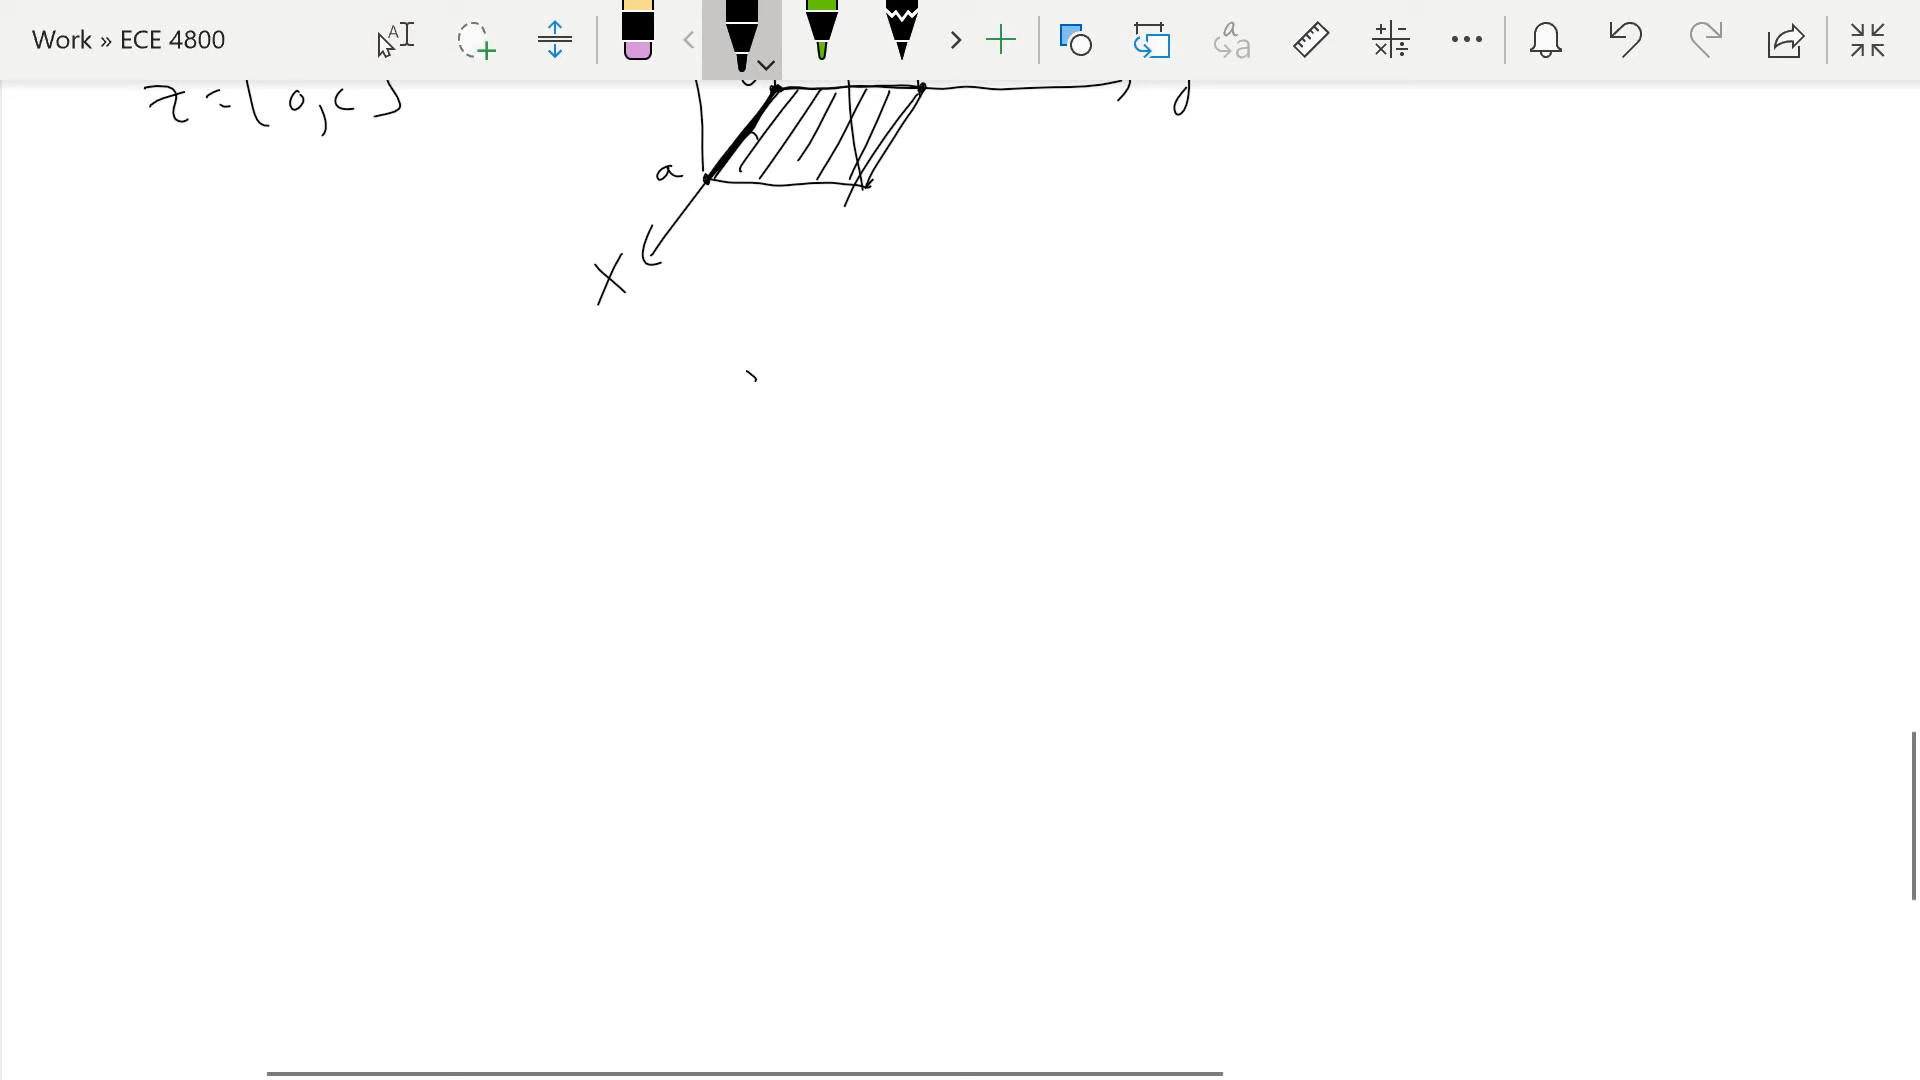 Work » ECE 4800
z = [0, c]
y
a
X